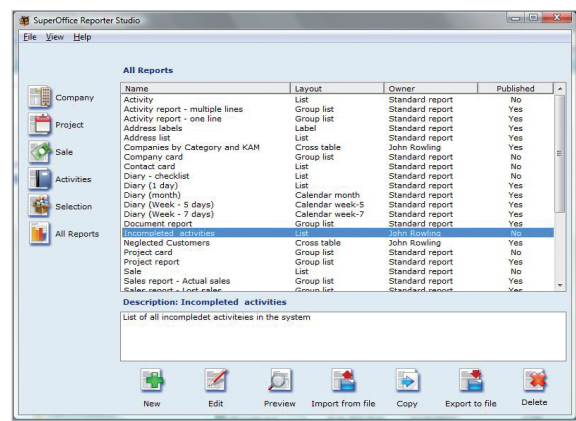 SuperOffice Reporter Studio
File View Help
All Reports
Company
Project
Sale
Activities
Selection
All Reports
Name Layout Owner Published
Activity List Standard report No
Activity report - multiple lines Group list Standard report Yes
Activity report - one line Group list Standard report Yes
Address labels Label Standard report Yes
Address list List Standard report Yes
Companies by Category and KAM Cross table John Rowling Yes
Company card Group list Standard report No
Contact card List Standard report No
Diary - checklist List Standard report No
Diary (1 day) List Standard report Yes
Diary (month) Calendar month Standard report Yes
Diary (Week - 5 days) Calendar week-5 Standard report Yes
Diary (Week - 7 days) Calendar week-7 Standard report Yes
Document report Group list Standard report Yes
Incompleted activities List John Rowling No
Neglected Customers Cross table John Rowling Yes
Project card Group list Standard report No
Project report Group list Standard report Yes
Sale List Standard report No
Sales report - Actual sales Group list Standard report Yes
Sales report - Lost sales Group list Standard report Yes
Description: Incompleted activities
List of all incompledet activiteies in the system
New Edit Preview Import from file Copy Export to file Delete